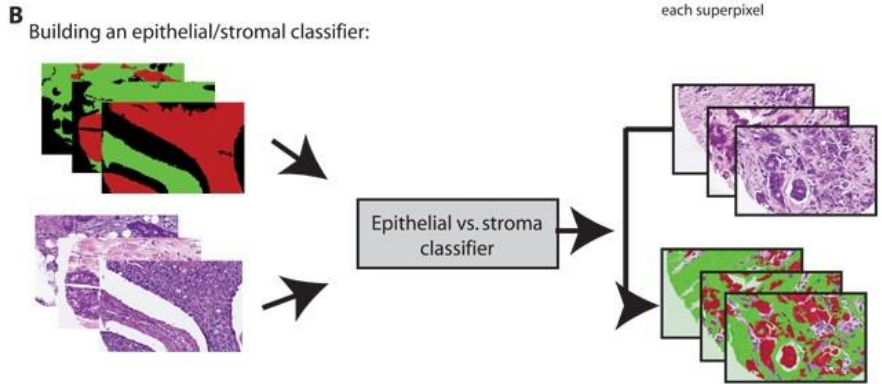 B
each superpixel
Building an epithelial/stromal classifier:
Epithelial vs. stroma
classifier